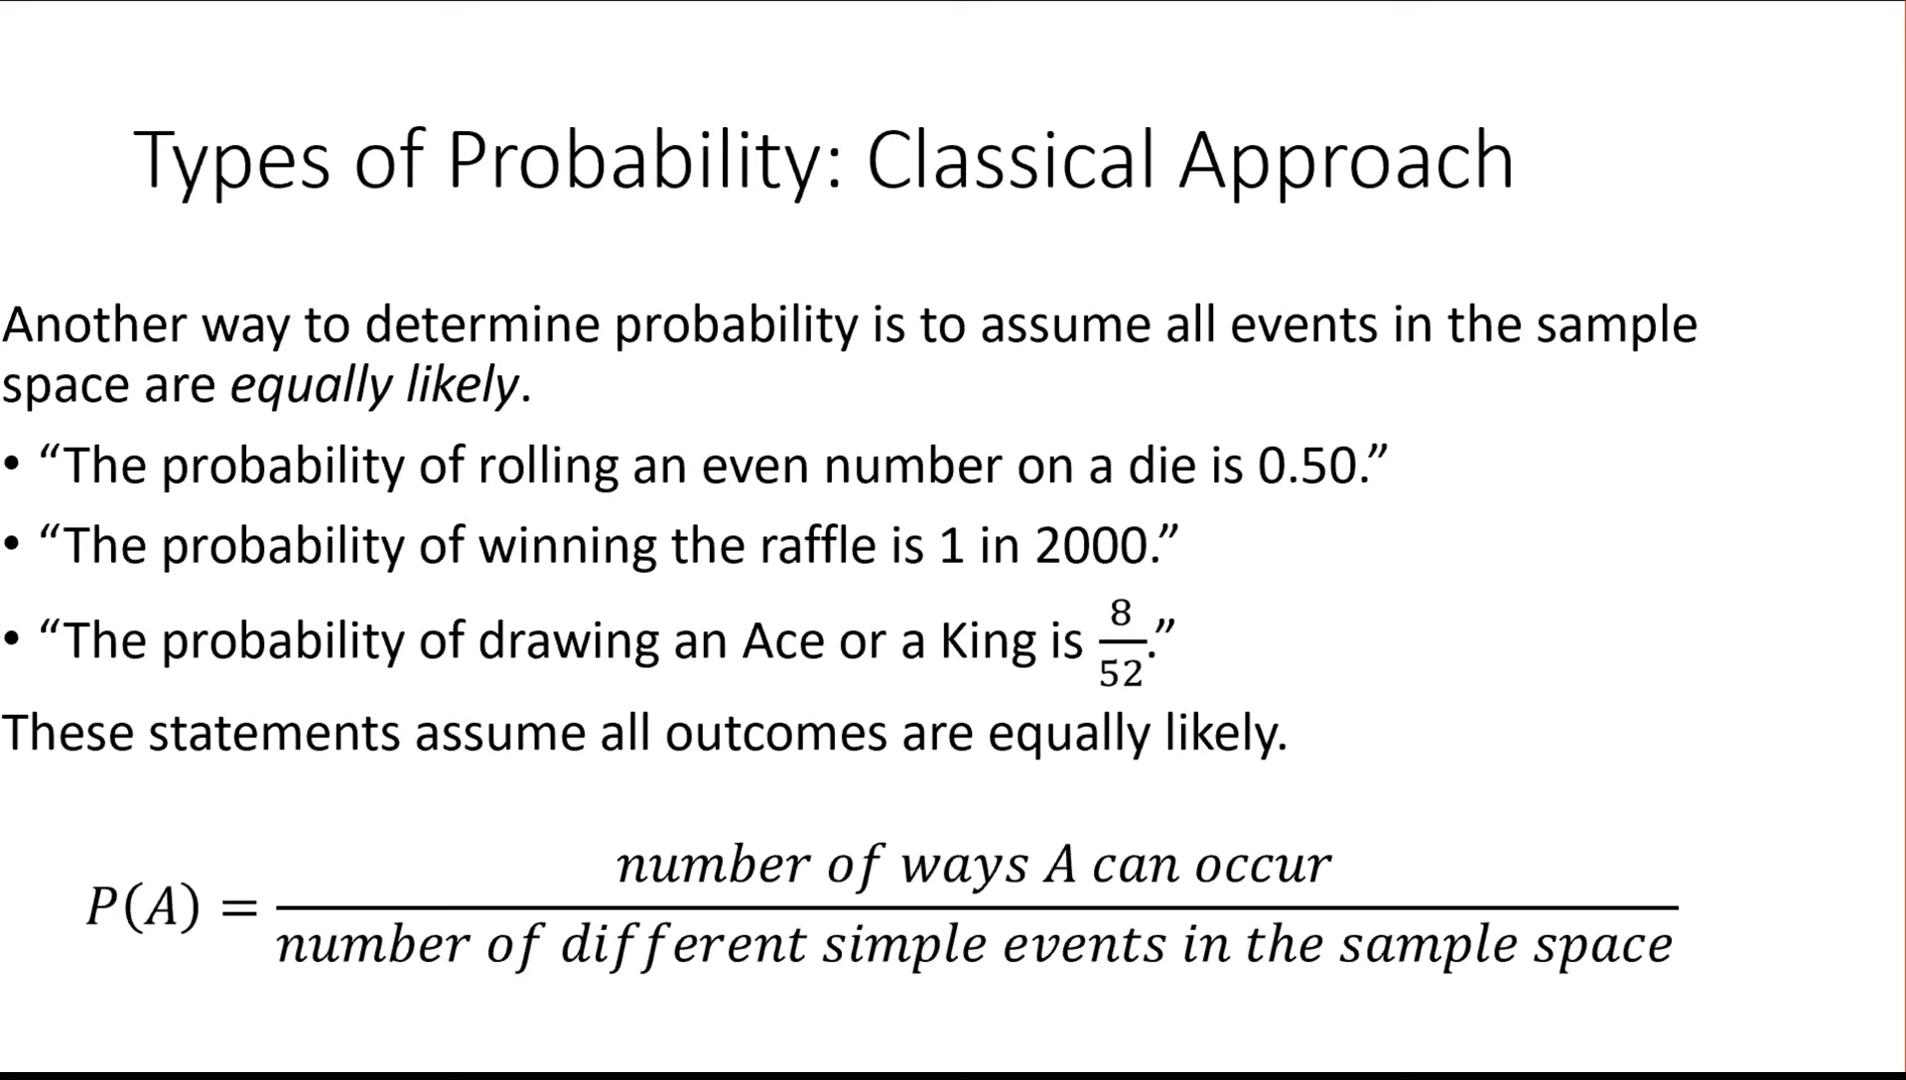 Types of Probability: Classical Approach
Another way to determine probability is to assume all events in the sample
space are equally likely.
• “The probability of rolling an even number on a die is 0.50.”
• “The probability of winning the raffle is 1 in 2000.”
• “The probability of drawing an Ace or a King is 8/52.”
These statements assume all outcomes are equally likely.
P(A) = number of ways A can occur / number of different simple events in the sample space